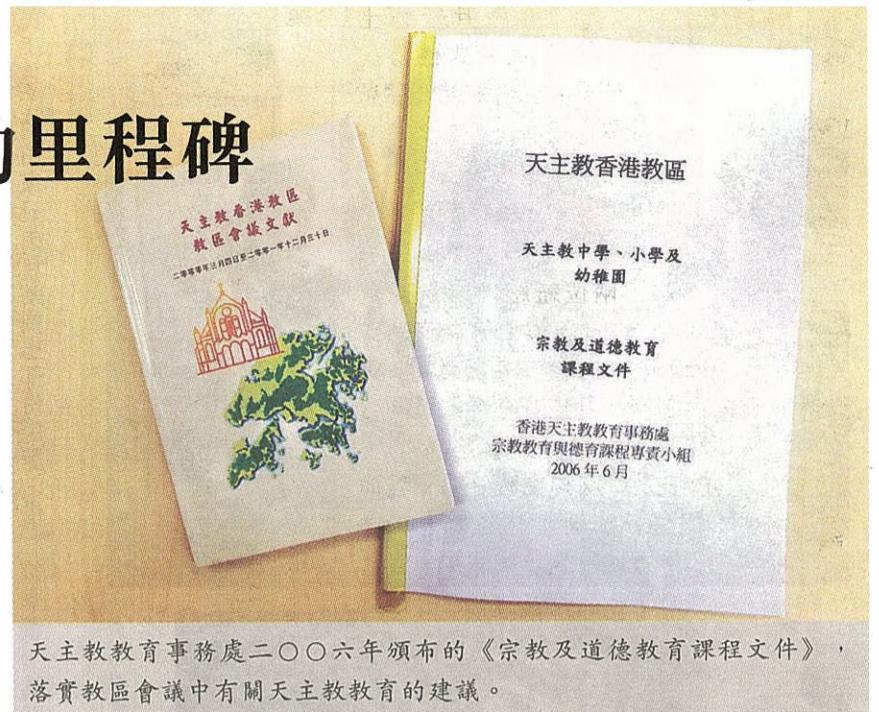 里程碑
天主教香港教區
教區會議文獻
二零零零年三月四日至二零零一年十二月三十日
天主教香港教區
天主教中學、小學及
幼稚園
宗教及道德教育
課程文件
香港天主教教育事務處
宗教教育與德育課程專責小組
2006年6月
天主教教育事務處二〇〇六年頒布的《宗教及道德教育課程文件》，
落實教區會議中有關天主教教育的建議。